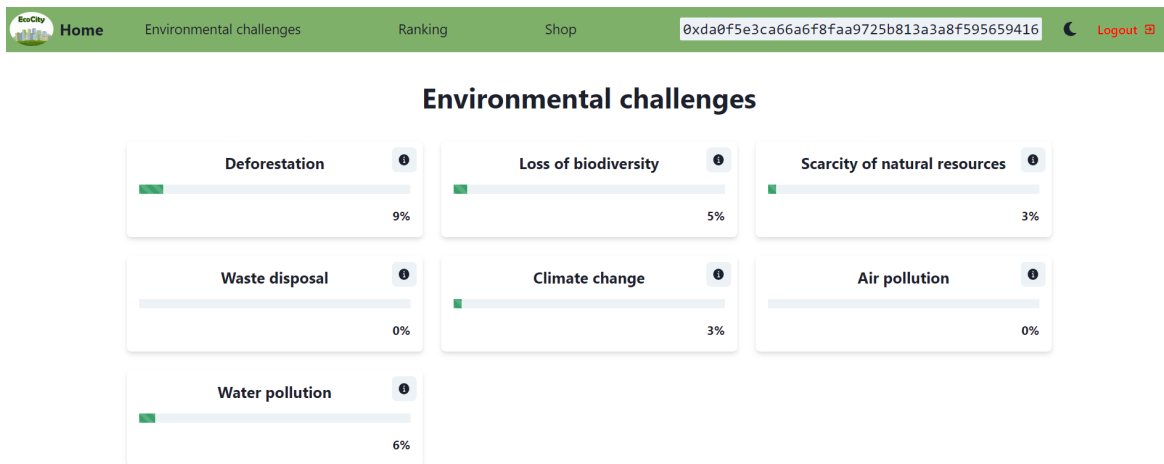 EcoCity
Home Environmental challenges Ranking Shop 0xda0f5e3ca66a6f8faa9725b813a3a8f595659416 Logout
Environmental challenges
Deforestation Loss of biodiversity Scarcity of natural resources
9% 5% 3%
Waste disposal Climate change Air pollution
0% 3% 0%
Water pollution
6%